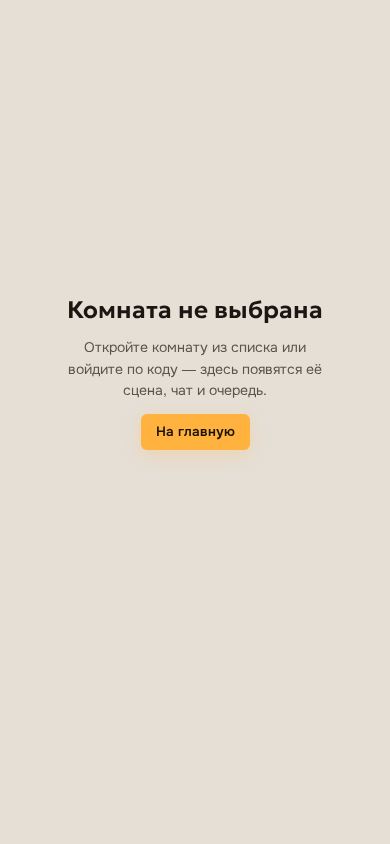 Комната не выбрана
Откройте комнату из списка или
войдите по коду — здесь появятся её
сцена, чат и очередь.
На главную